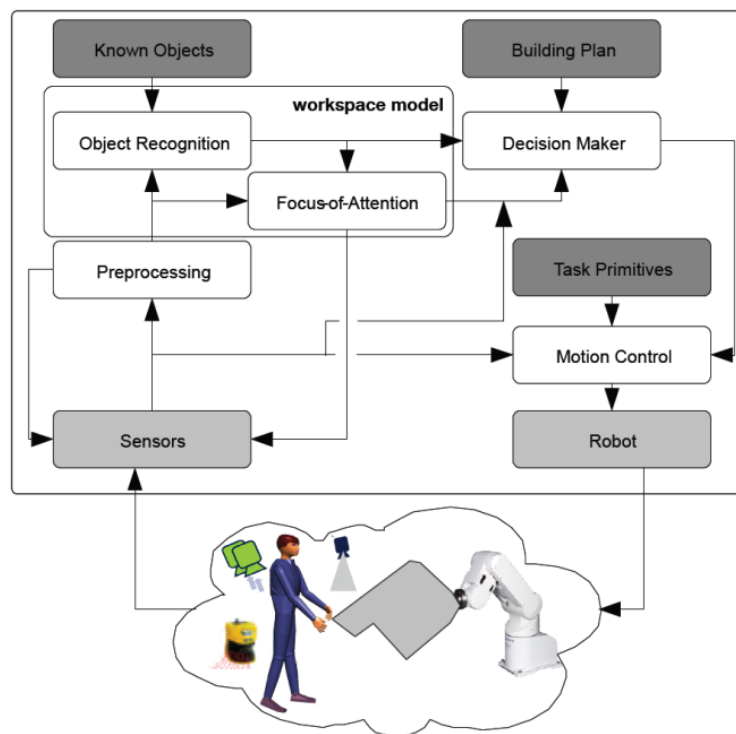 Known Objects
Building Plan
workspace model
Object Recognition
Decision Maker
Focus-of-Attention
Preprocessing
Task Primitives
Motion Control
Sensors
Robot